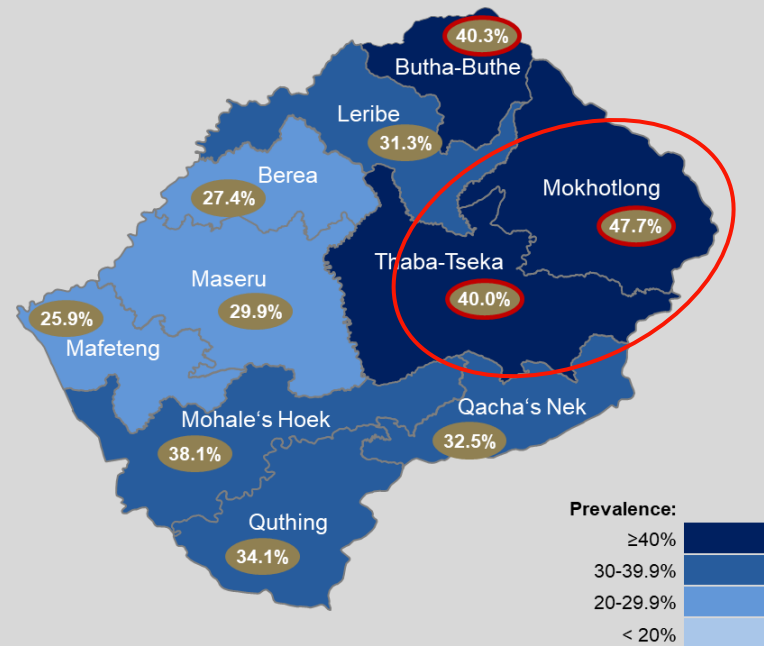 40.3%
Butha-Buthe
Leribe
31.3%
Berea
27.4%
Mokhotlong
47.7%
Thaba-Tseka
40.0%
Maseru
29.9%
25.9%
Mafeteng
Mohale‘s Hoek
38.1%
Qacha‘s Nek
32.5%
Quthing
34.1%
Prevalence:
≥40%
30-39.9%
20-29.9%
< 20%